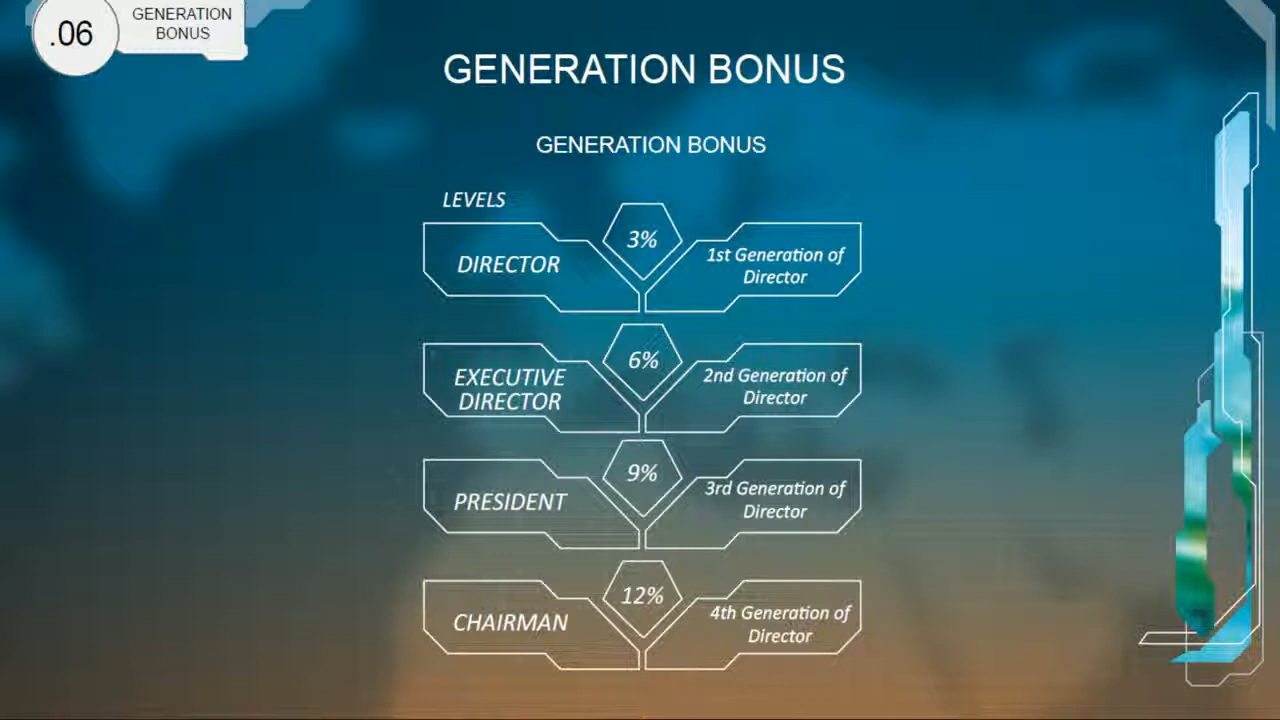 .06
GENERATION
BONUS
GENERATION BONUS
GENERATION BONUS
LEVELS
DIRECTOR
3%
1st Generation of
Director
EXECUTIVE
DIRECTOR
6%
2nd Generation of
Director
PRESIDENT
9%
3rd Generation of
Director
CHAIRMAN
12%
4th Generation of
Director